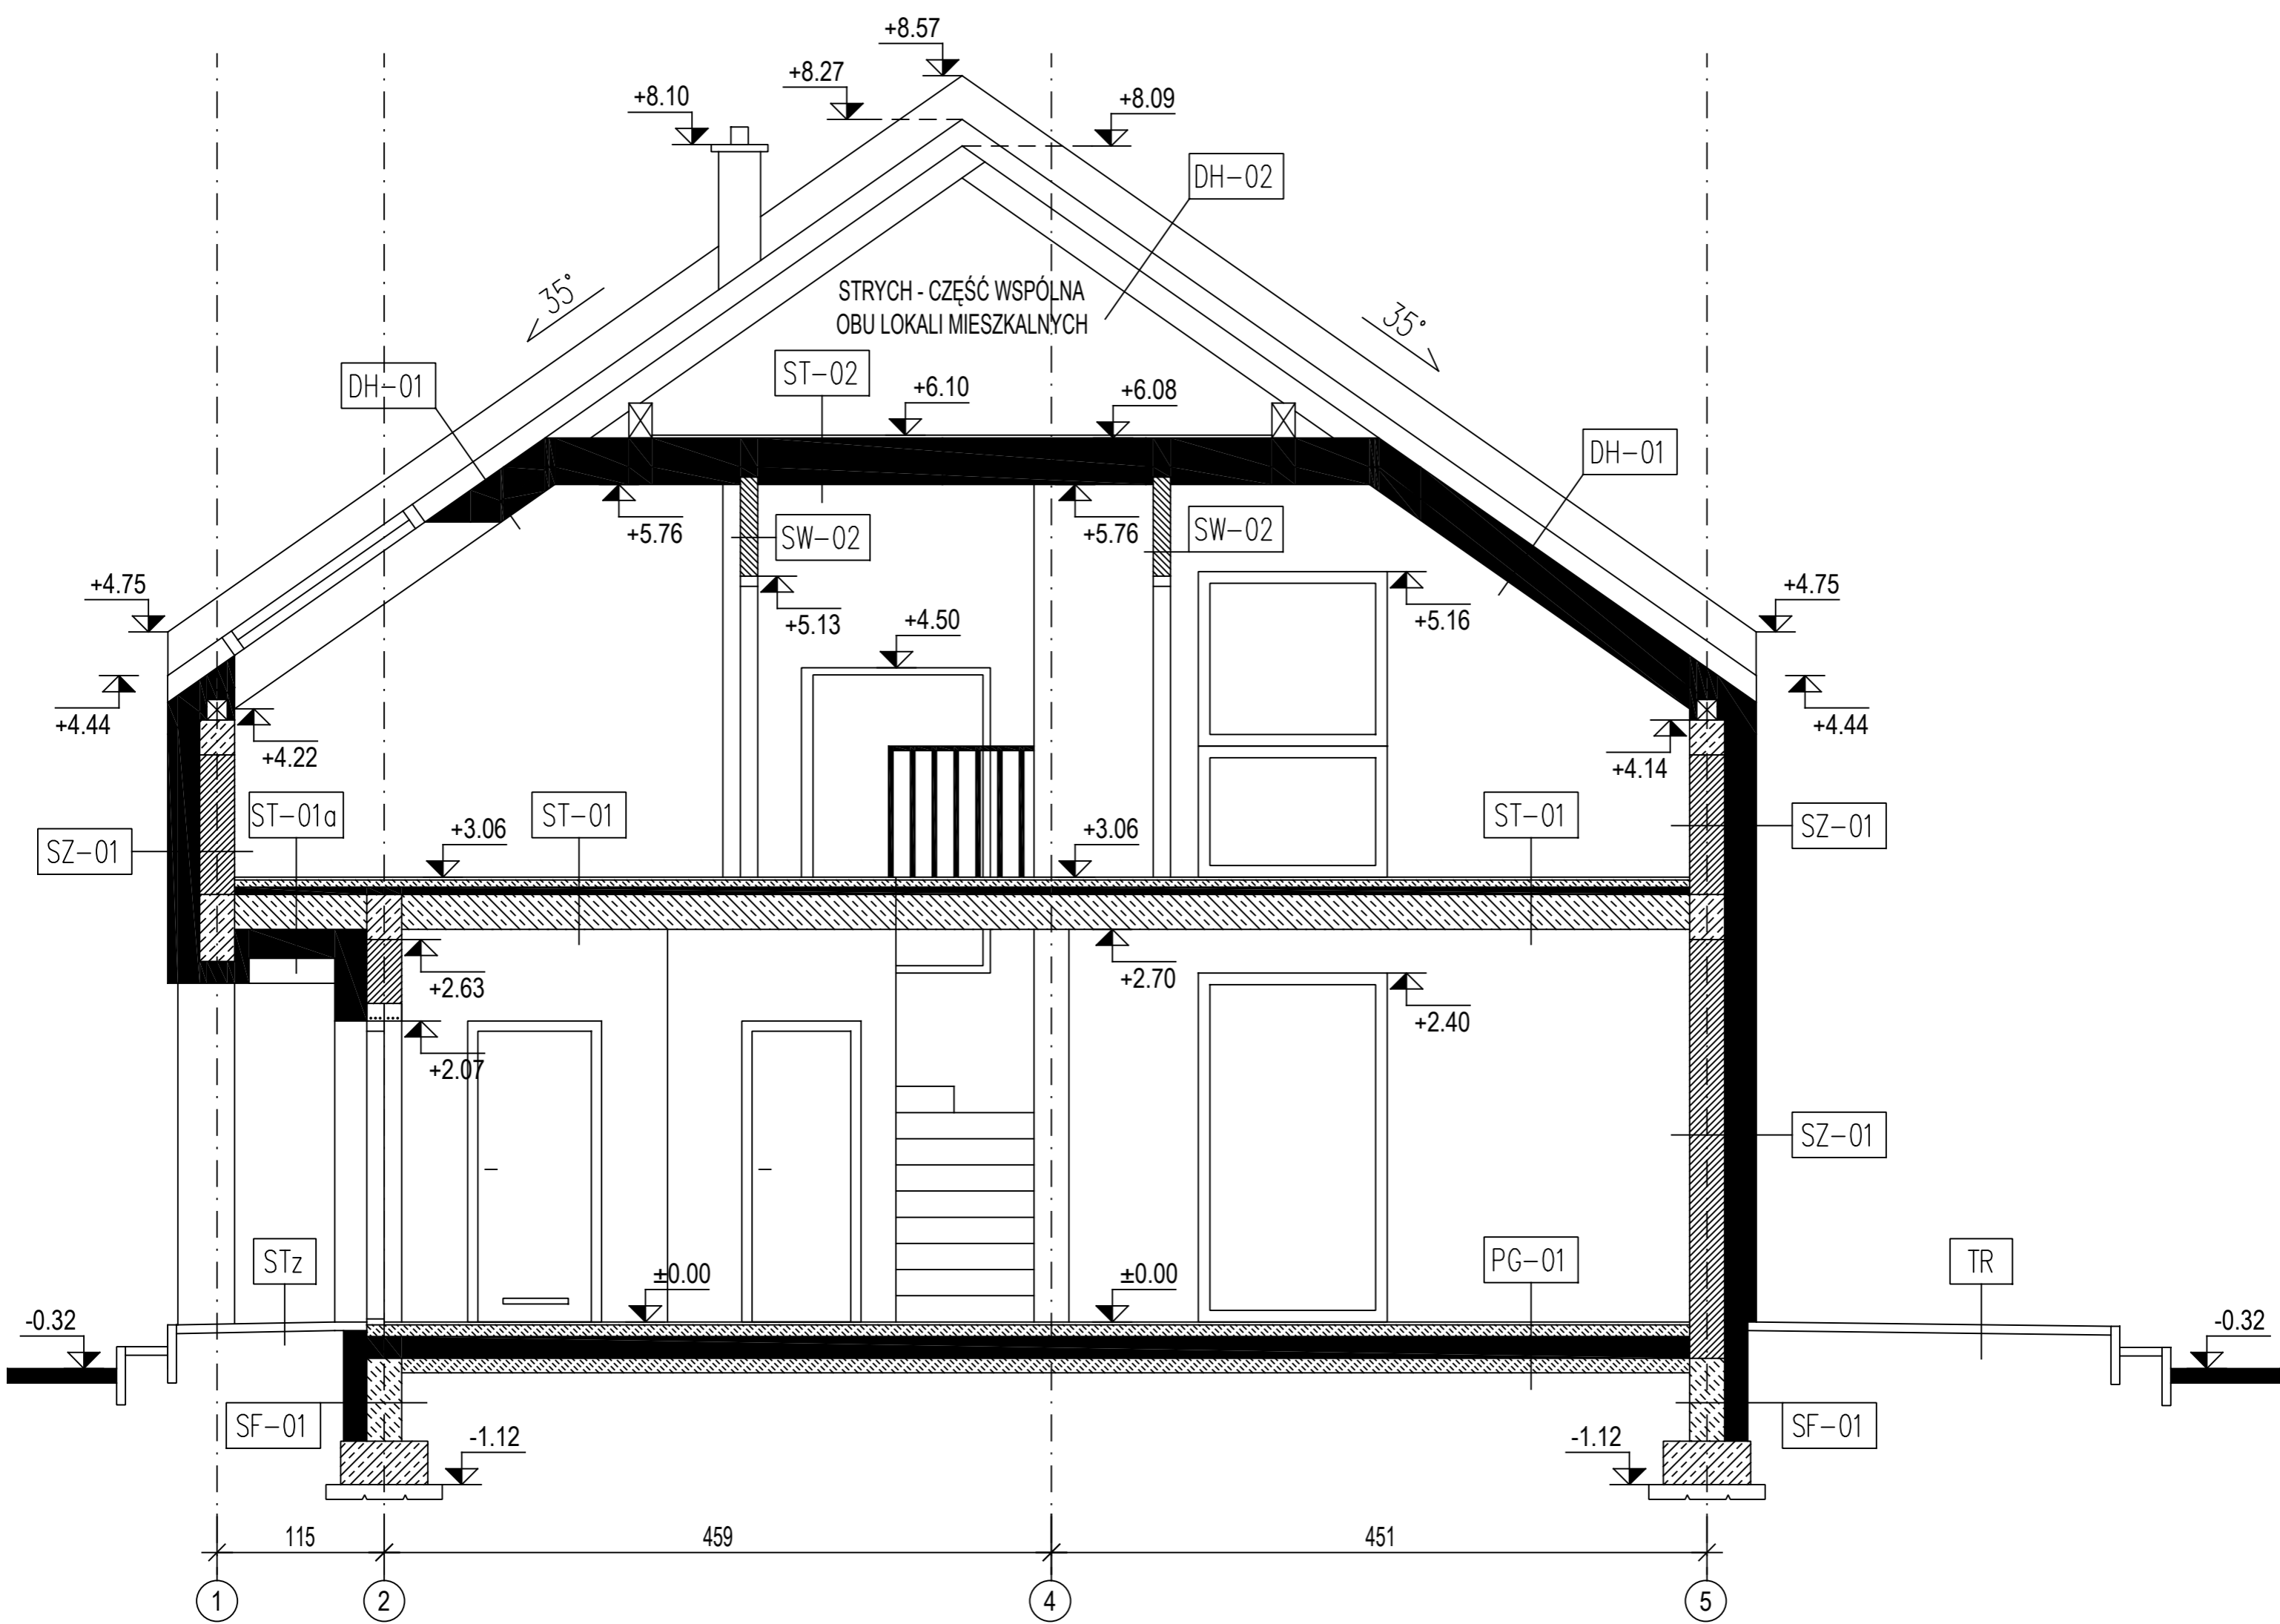 +8.57
+8.27
+8.10
+8.09
DH-02
35°
STRYCH - CZĘŚĆ WSPÓLNA
OBU LOKALI MIESZKALNYCH
35°
DH-01
ST-02
+6.10
+6.08
DH-01
+5.76
SW-02
+5.76
SW-02
+4.75
+5.13
+4.50
+5.16
+4.75
+4.44
+4.22
+4.14
+4.44
ST-01a
ST-01
+3.06
+3.06
ST-01
SZ-01
SZ-01
+2.63
+2.70
+2.40
+2.07
SZ-01
STz
±0.00
±0.00
PG-01
TR
-0.32
-0.32
SF-01
-1.12
-1.12
SF-01
115
459
451
1
2
4
5